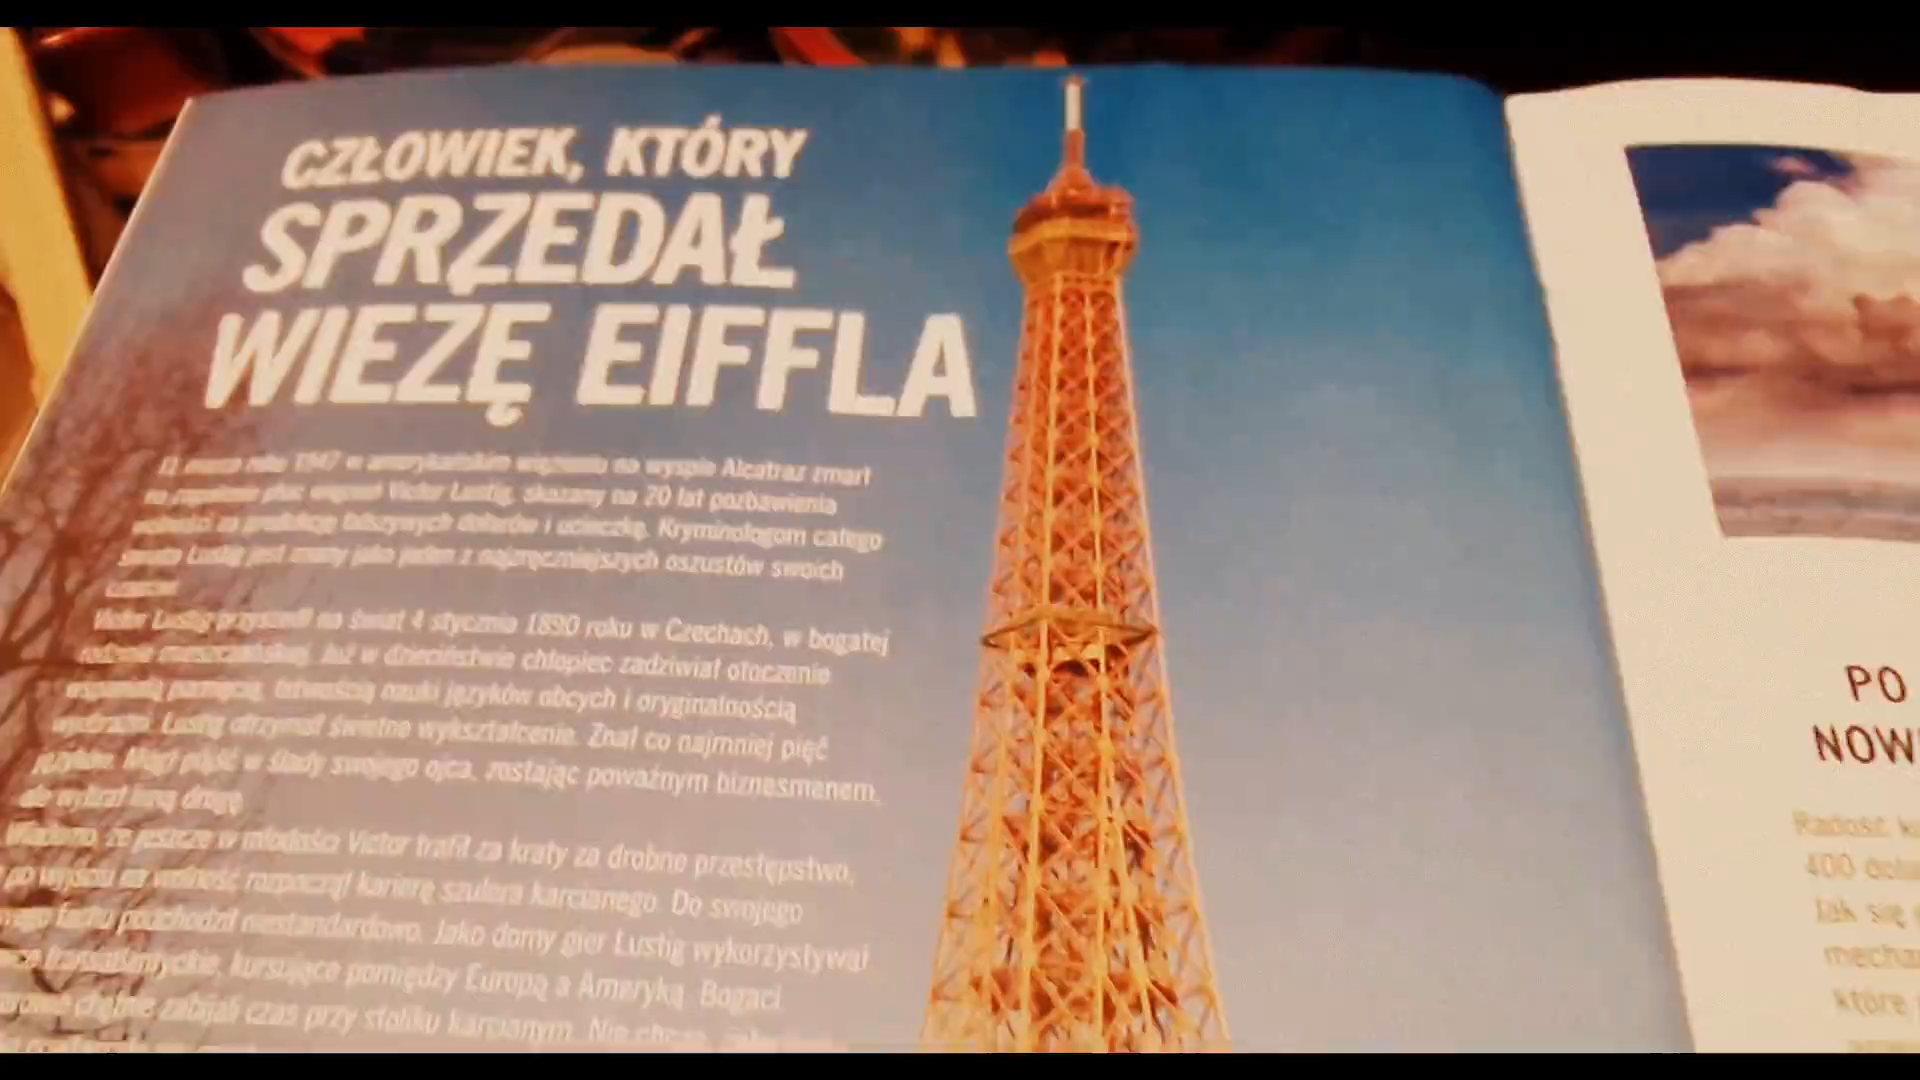 CZŁOWIEK, KTÓRY
SPRZEDAŁ
WIEŻĘ EIFFLA
11 marca roku 1947 w amerykańskim więzieniu na wyspie Alcatraz zmarł
na zapalenie płuc więzień Victor Lustig, skazany na 20 lat pozbawienia
wolności za produkcję fałszywych dolarów i ucieczkę. Kryminologom całego
świata Lustig jest znany jako jeden z najzręczniejszych oszustów swoich
czasów.
Victor Lustig przyszedł na świat 4 stycznia 1890 roku w Czechach, w bogatej
rodzinie mieszczańskiej. Już w dzieciństwie chłopiec zadziwiał otoczenie
wspaniałą pamięcią, łatwością nauki języków obcych i oryginalnością
wyobraźni. Lustig otrzymał świetne wykształcenie. Znał co najmniej pięć
języków. Mógł pójść w ślady swojego ojca, zostając poważnym biznesmenem,
ale wybrał inną drogę.
Wiadomo, że jeszcze w młodości Victor trafił za kraty za drobne przestępstwo,
po wyjściu na wolność rozpoczął karierę szulera karcianego. Do swojego
fachu podchodził niestandardowo. Jako domy gier Lustig wykorzystywał
transatlantyckie, kursujące pomiędzy Europą a Ameryką. Bogaci
chętnie zabijali czas przy stoliku karcianym. Nie chcąc
PO
NOW
Radość
400
Jak się
mecha
które